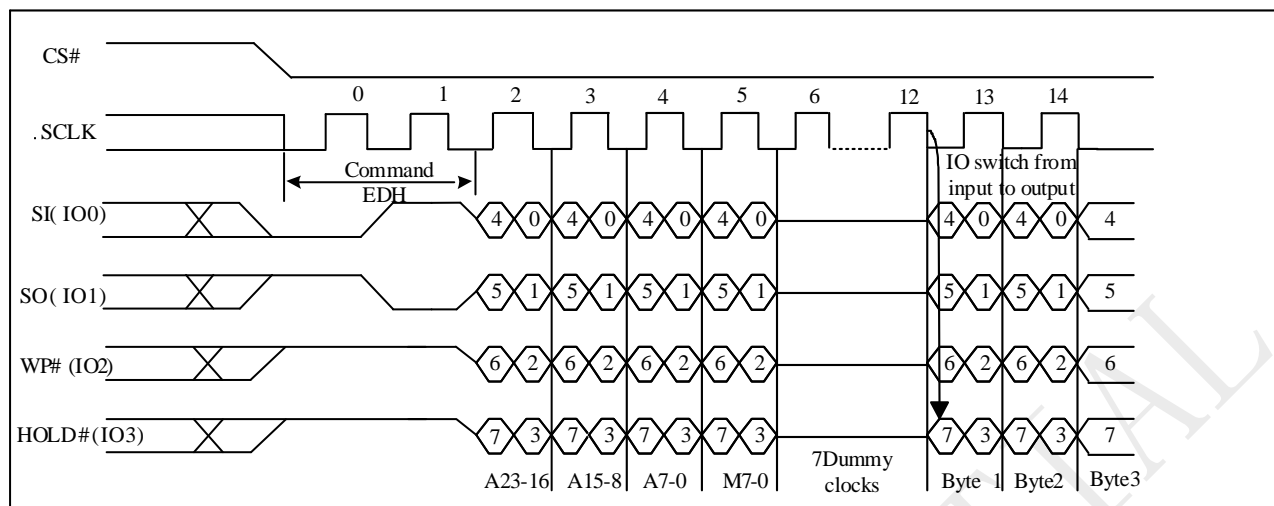 CS#
0 1 2 3 4 5 6 12 13 14
.SCLK
Command
EDH
IO switch from
input to output
SI( IO0)
4 0 4 0 4 0 4 0 4 0 4 0 4
SO( IO1)
5 1 5 1 5 1 5 1 5 1 5 1 5
WP# (IO2)
6 2 6 2 6 2 6 2 6 2 6 2 6
HOLD#(IO3)
7 3 7 3 7 3 7 3 7 3 7 3 7
A23-16 A15-8 A7-0 M7-0 7Dummy
clocks
Byte 1 Byte2 Byte3